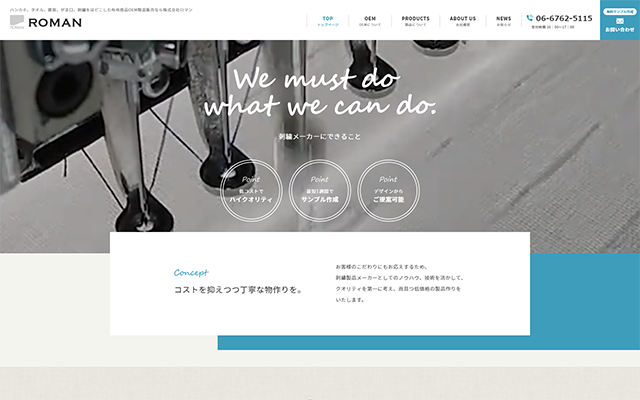 ハンカチ、タオル、雑貨、がま口、刺繍をほどこした布帛商品OEM製造販売なら株式会社ロマン
ROMAN
TOP
トップページ
OEM
OEMについて
PRODUCTS
製品について
ABOUT US
会社概要
NEWS
お知らせ
06-6762-5115
受付時間 10:00〜17:00
無料サンプル作成
お問い合わせ
We must do
what we can do.
刺繍メーカーにできること
Point
低コストで
ハイクオリティ
Point
最短1週間で
サンプル作成
Point
デザインから
ご提案可能
Concept
コストを抑えつつ丁寧な物作りを。
お客様のこだわりにもお応えするため、
刺繍製品メーカーとしてのノウハウ、技術を活かして、
クオリティを第一に考え、尚且つ低価格の製品作りを
いたします。